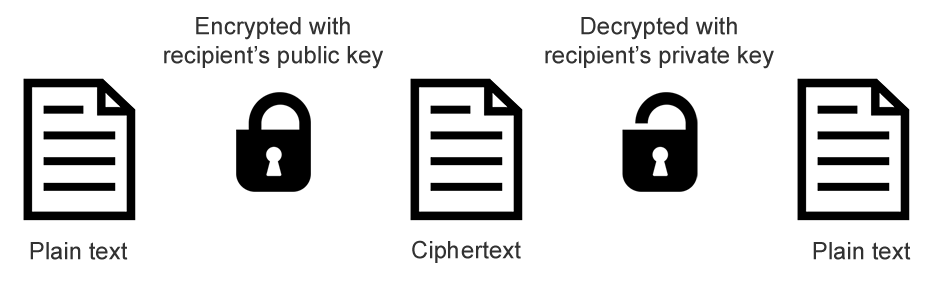 Encrypted with
recipient’s public key
Decrypted with
recipient’s private key
Plain text
Ciphertext
Plain text